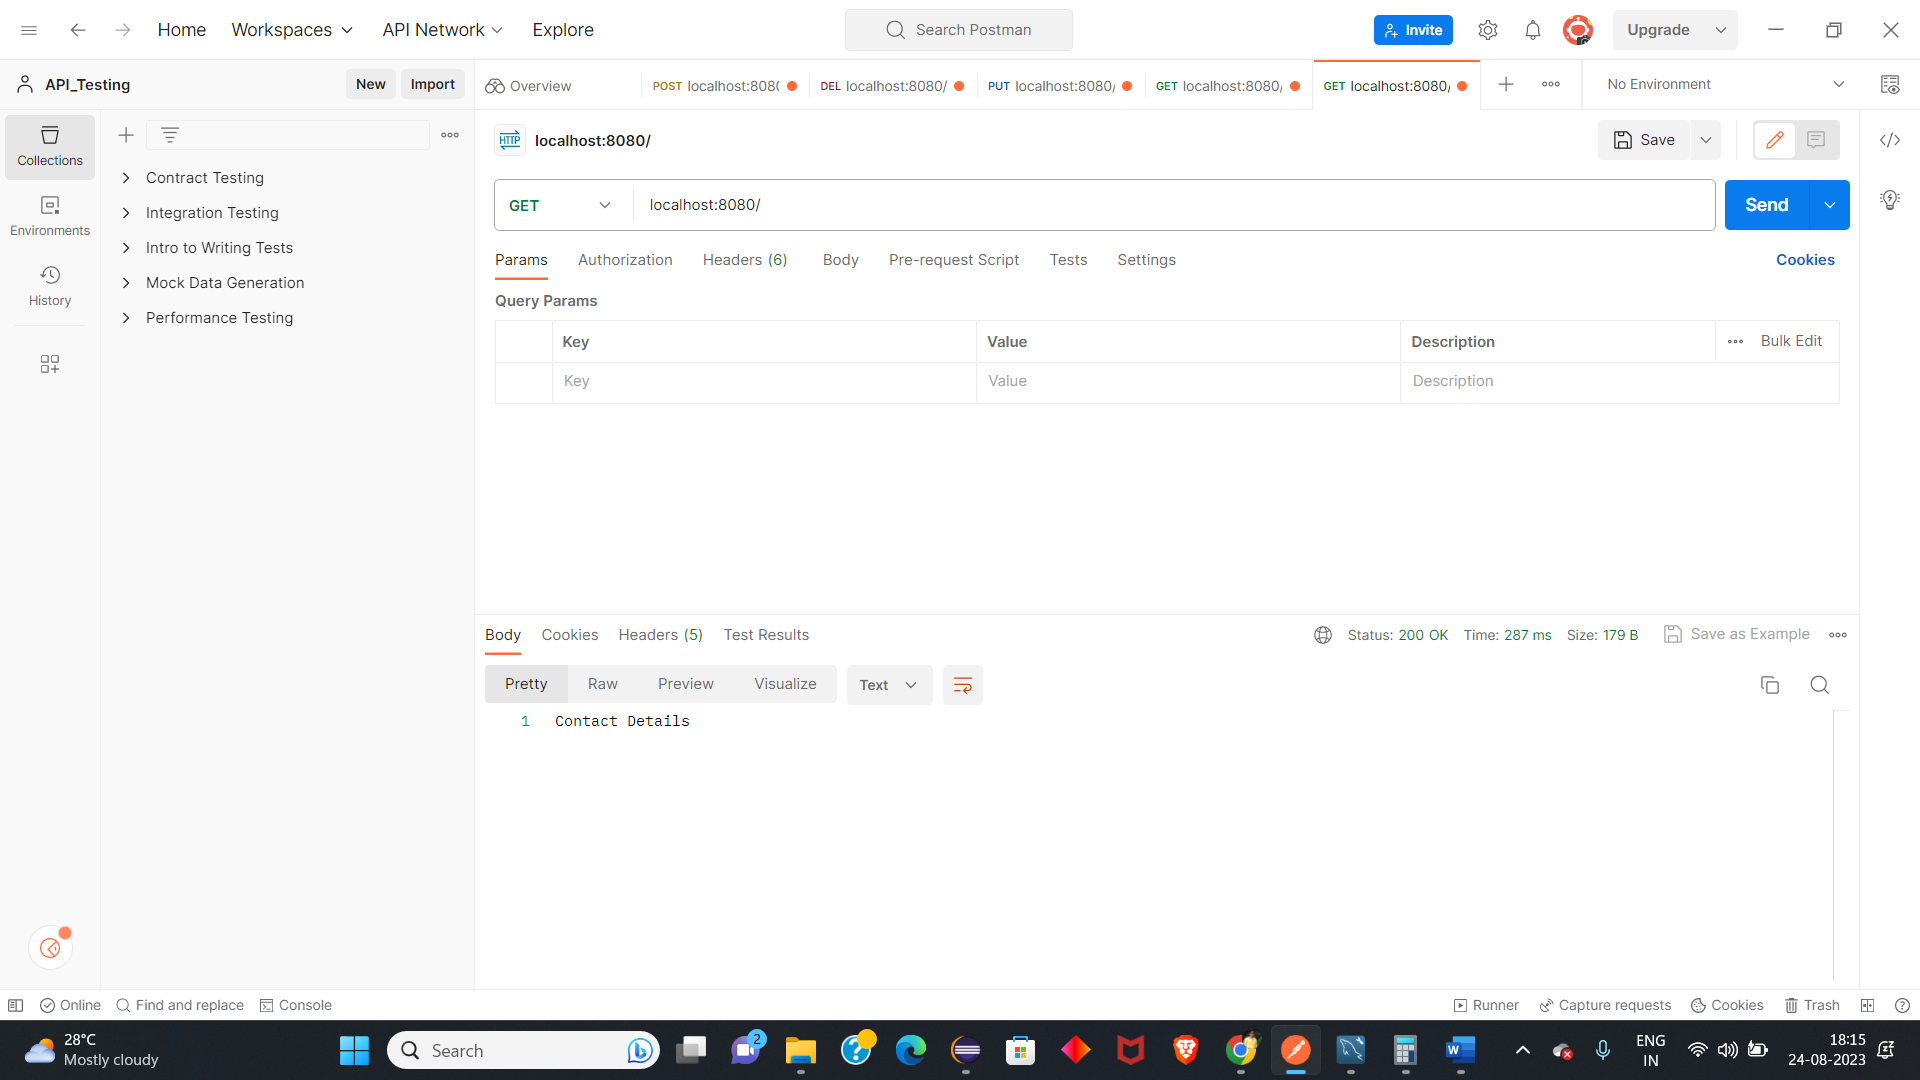 Home Workspaces API Network Explore Search Postman Invite Upgrade
API_Testing New Import Overview POST localhost:8080 DEL localhost:8080/ PUT localhost:8080/ GET localhost:8080/ GET localhost:8080/ No Environment
Collections
Environments
History
Contract Testing
Integration Testing
Intro to Writing Tests
Mock Data Generation
Performance Testing
HTTP localhost:8080/ Save
GET localhost:8080/ Send
Params Authorization Headers (6) Body Pre-request Script Tests Settings Cookies
Query Params
Key Value Description Bulk Edit
Key Value Description
Body Cookies Headers (5) Test Results Status: 200 OK Time: 287 ms Size: 179 B Save as Example
Pretty Raw Preview Visualize Text
1 Contact Details
Online Find and replace Console Runner Capture requests Cookies Trash
28°C
Mostly cloudy
Search
2
W
ENG
IN
18:15
24-08-2023